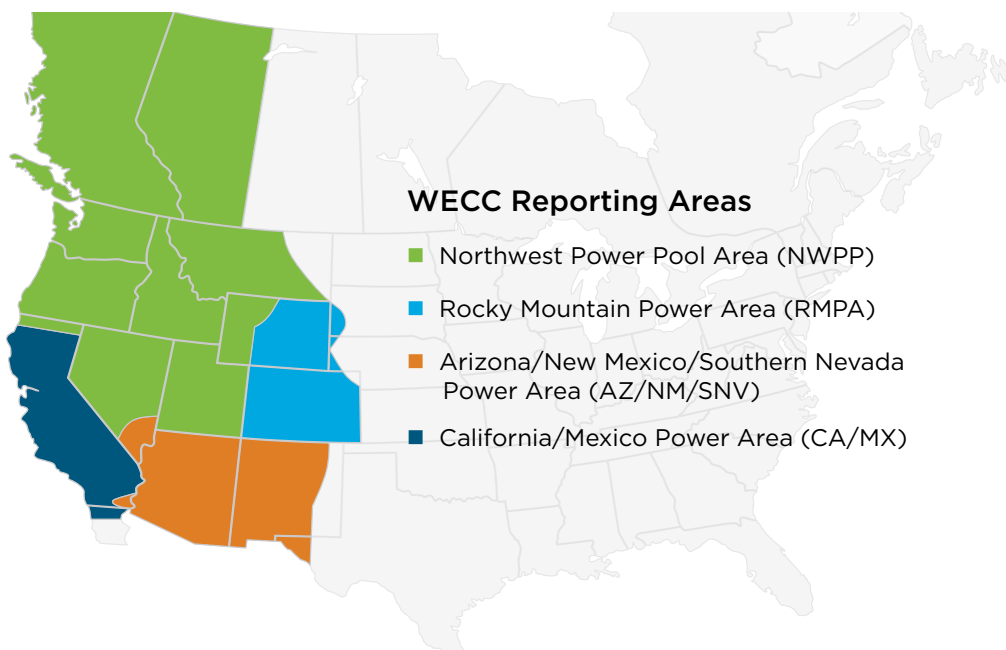 WECC Reporting Areas
Northwest Power Pool Area (NWPP)
Rocky Mountain Power Area (RMPA)
Arizona/New Mexico/Southern Nevada
Power Area (AZ/NM/SNV)
California/Mexico Power Area (CA/MX)